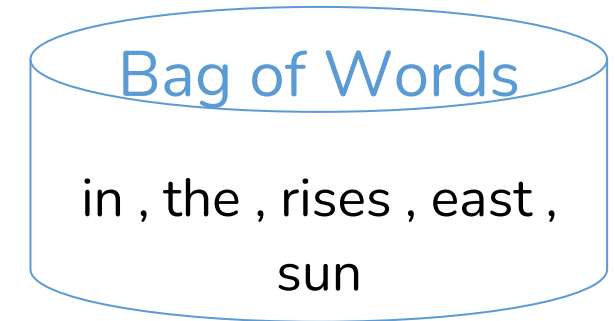 Bag of Words
in , the , rises , east ,
sun